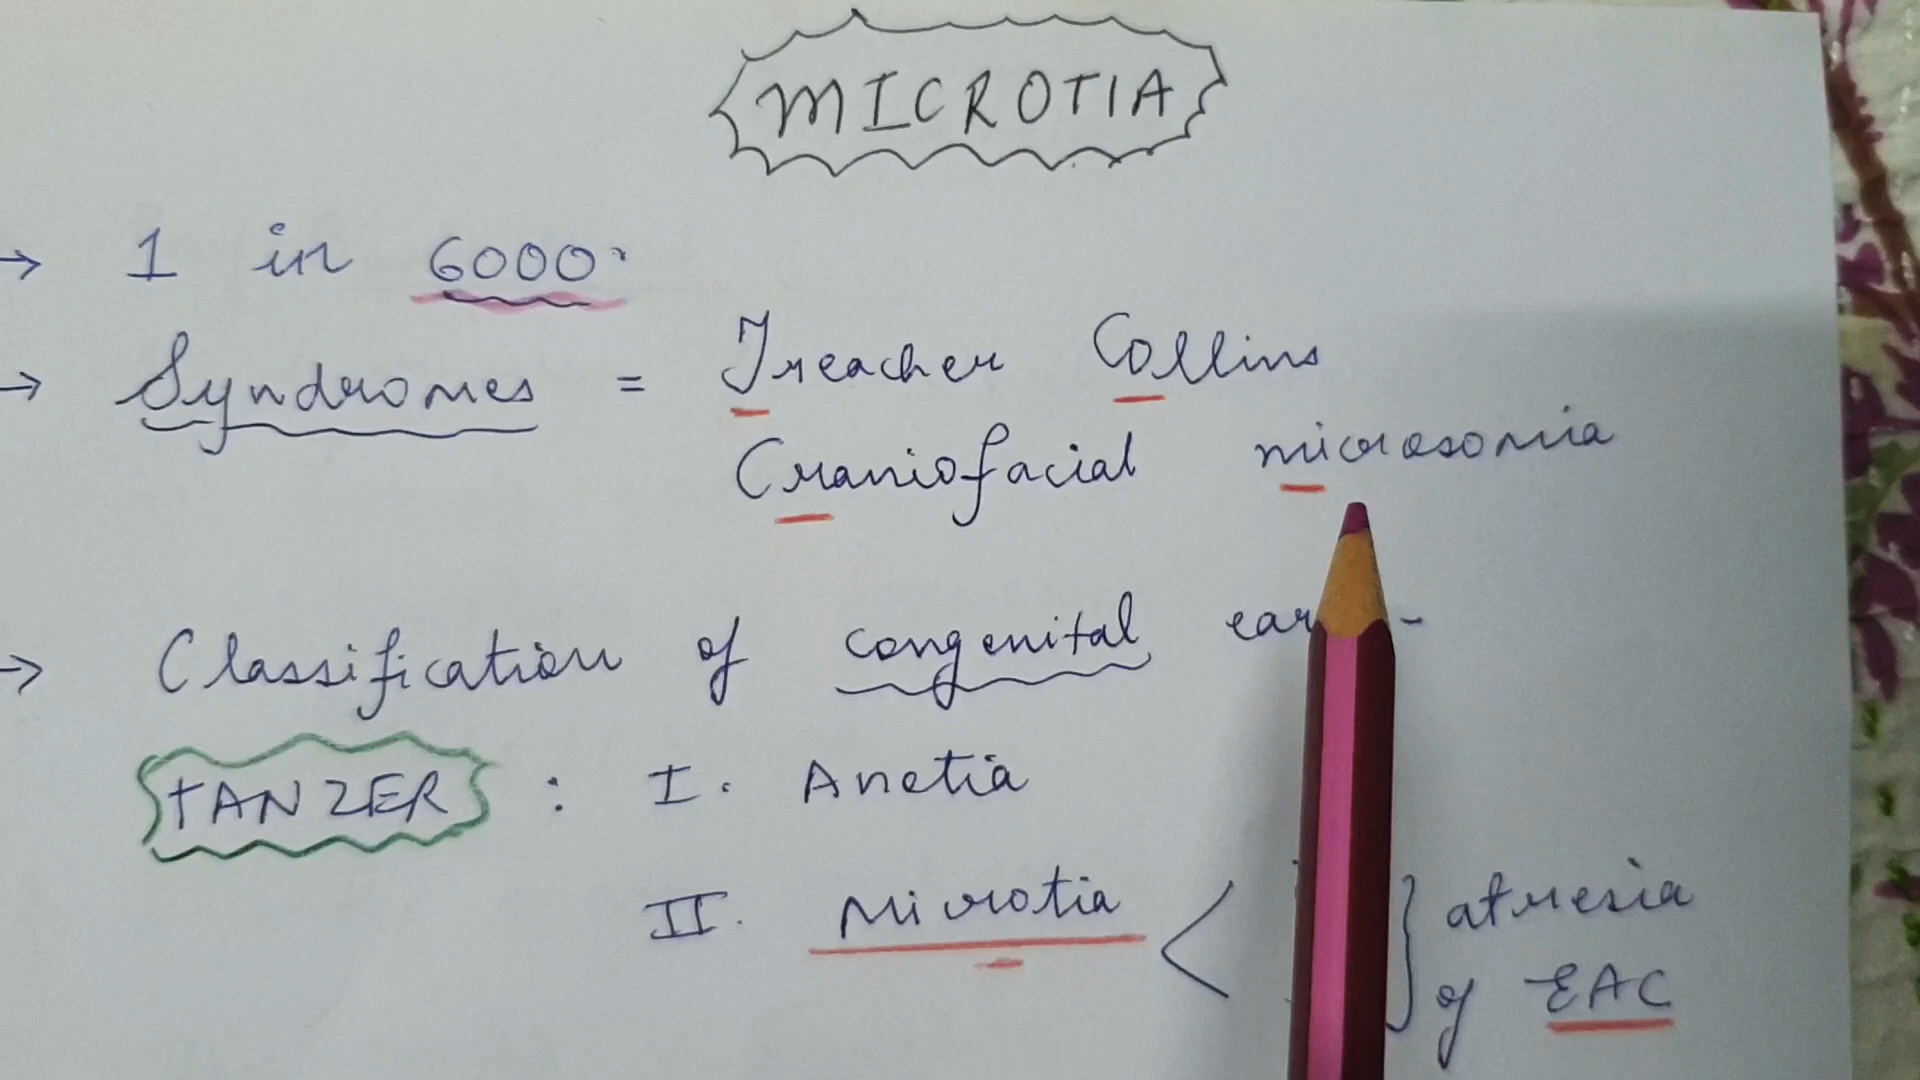 MICROTIA
→ 1 in 6000.
→ Syndromes = Treacher Collins
Craniofacial microsomia
→ Classification of congenital ear -
TANZER : I. Anotia
II. Microtia < } atresia
of EAC